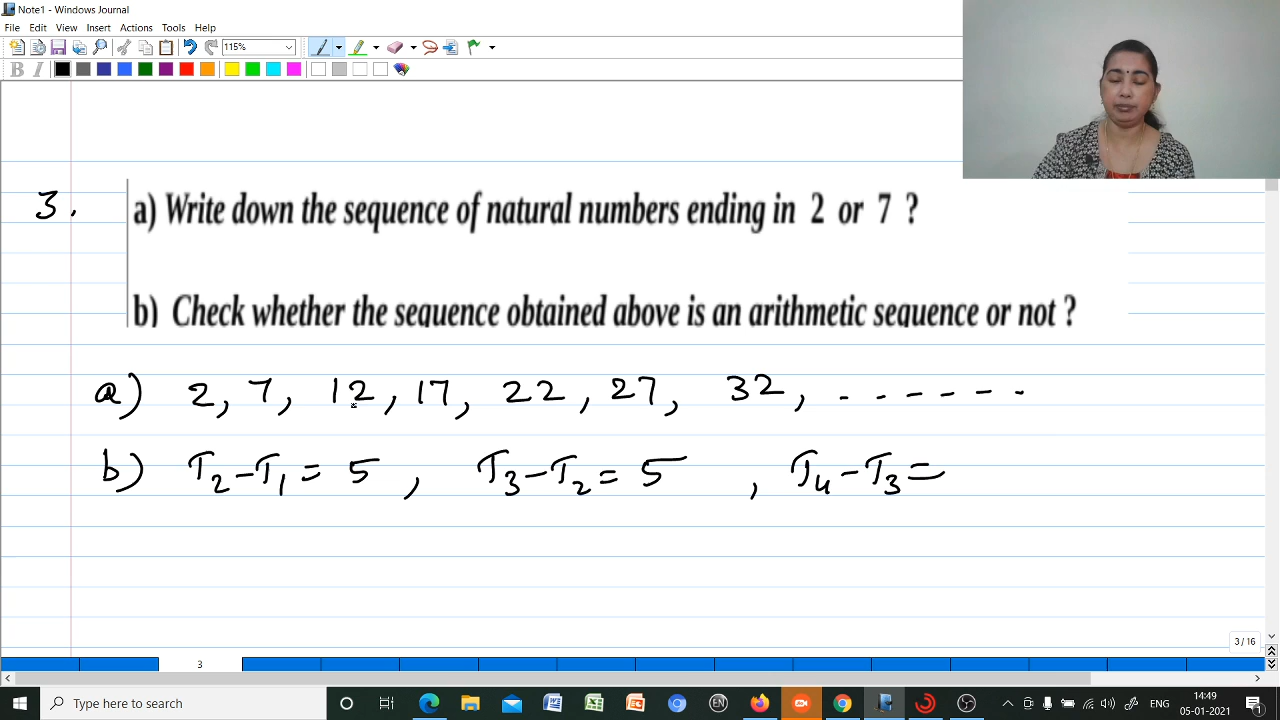 Note1 - Windows Journal
File Edit View Insert Actions Tools Help
115%
B I
3. a) Write down the sequence of natural numbers ending in 2 or 7 ?
b) Check whether the sequence obtained above is an arithmetic sequence or not ?
a) 2, 7, 12, 17, 22, 27, 32, . - - - - - .
b) T2-T1 = 5 , T3-T2 = 5 , T4-T3 =
3 / 16
3
Type here to search
ENG
14:49
05-01-2021